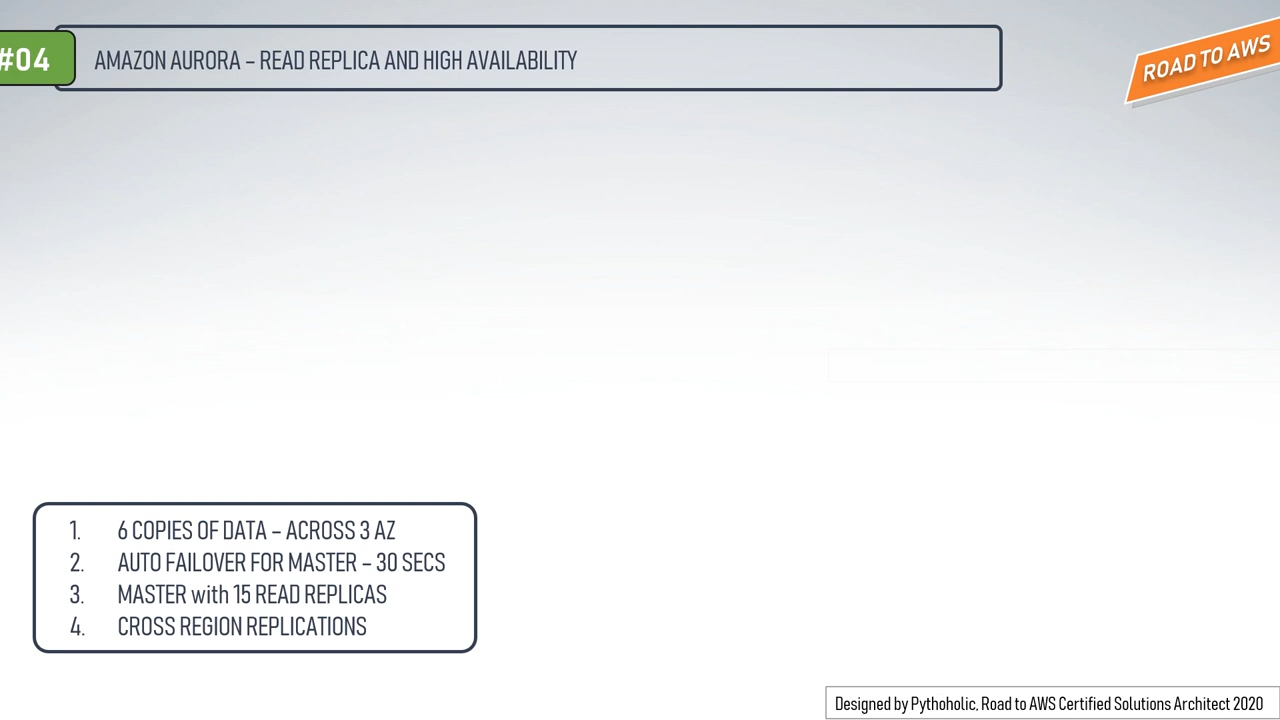 #04
AMAZON AURORA – READ REPLICA AND HIGH AVAILABILITY
ROAD TO AWS
1. 6 COPIES OF DATA – ACROSS 3 AZ
2. AUTO FAILOVER FOR MASTER – 30 SECS
3. MASTER with 15 READ REPLICAS
4. CROSS REGION REPLICATIONS
Designed by Pythoholic, Road to AWS Certified Solutions Architect 2020